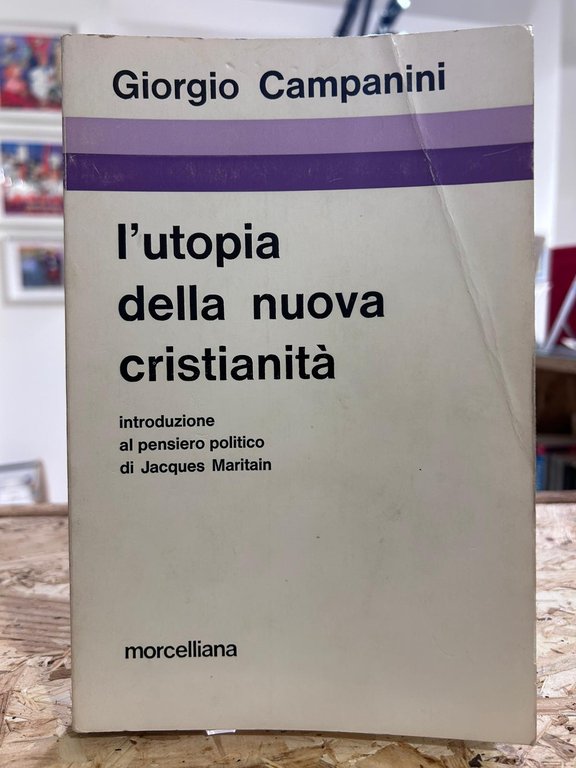 Giorgio Campanini
l'utopia
della nuova
cristianità
introduzione
al pensiero politico
di Jacques Maritain
morcelliana